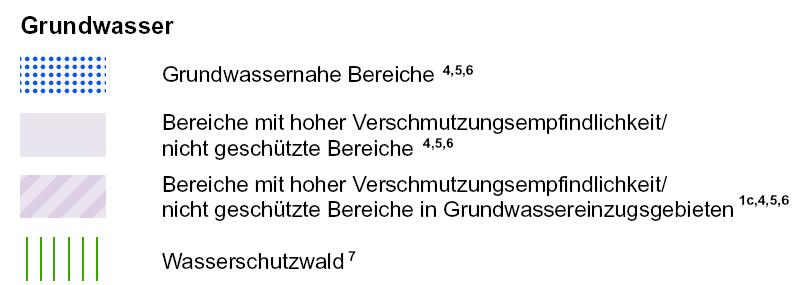 Grundwasser
Grundwassernahe Bereiche 4,5,6
Bereiche mit hoher Verschmutzungsempfindlichkeit/
nicht geschützte Bereiche 4,5,6
Bereiche mit hoher Verschmutzungsempfindlichkeit/
nicht geschützte Bereiche in Grundwassereinzugsgebieten 1c,4,5,6
Wasserschutzwald 7